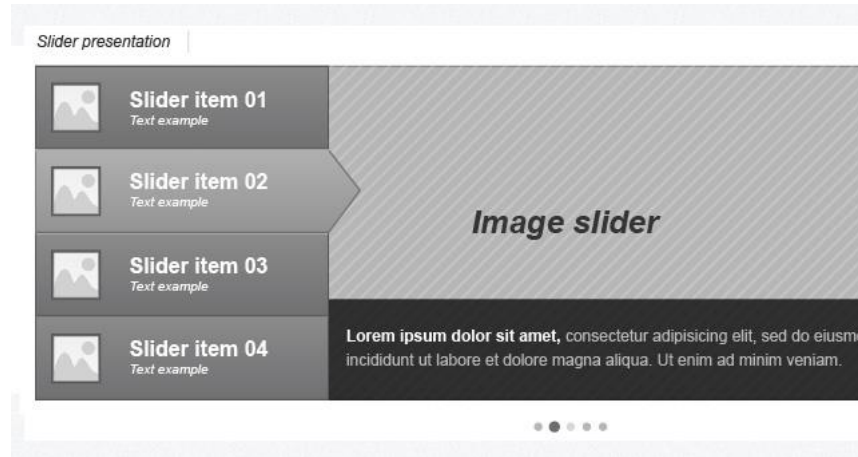 Slider presentation
Slider item 01
Text example
Slider item 02
Text example
Slider item 03
Text example
Slider item 04
Text example
Image slider
Lorem ipsum dolor sit amet, consectetur adipisicing elit, sed do eiusm
incididunt ut labore et dolore magna aliqua. Ut enim ad minim veniam.